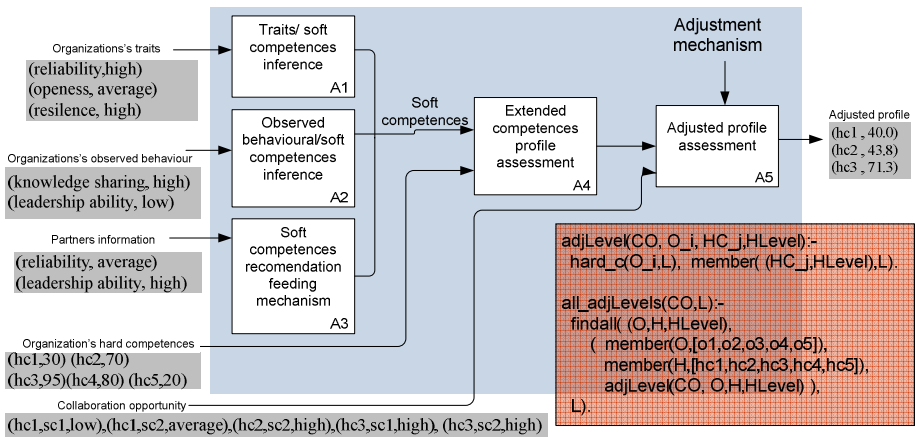 Organizations's traits
(reliability,high)
(openess, average)
(resilence, high)
Organizations's observed behaviour
(knowledge sharing, high)
(leadership ability, low)
Partners information
(reliability, average)
(leadership ability, high)
Organization's hard competences
(hc1,30) (hc2,70)
(hc3,95)(hc4,80) (hc5,20)
Collaboration opportunity
(hc1,sc1,low),(hc1,sc2,average),(hc2,sc2,high),(hc3,sc1,high), (hc3,sc2,high)
Traits/ soft
competences
inference
A1
Observed
behavioural/soft
competences
inference
A2
Soft
competences
recomendation
feeding
mechanism
A3
Soft
competences
Extended
competences
profile
assessment
A4
Adjustment
mechanism
Adjusted profile
assessment
A5
Adjusted profile
(hc1 , 40.0)
(hc2 , 43,8)
(hc3 , 71.3)
adjLevel(CO, O_i, HC_j,HLevel):-
hard_c(O_i,L), member( (HC_j,HLevel),L).
all_adjLevels(CO,L):-
findall( (O,H,HLevel),
( member(O,[o1,o2,o3,o4,o5]),
member(H,[hc1,hc2,hc3,hc4,hc5]),
adjLevel(CO, O,H,HLevel) ),
L).